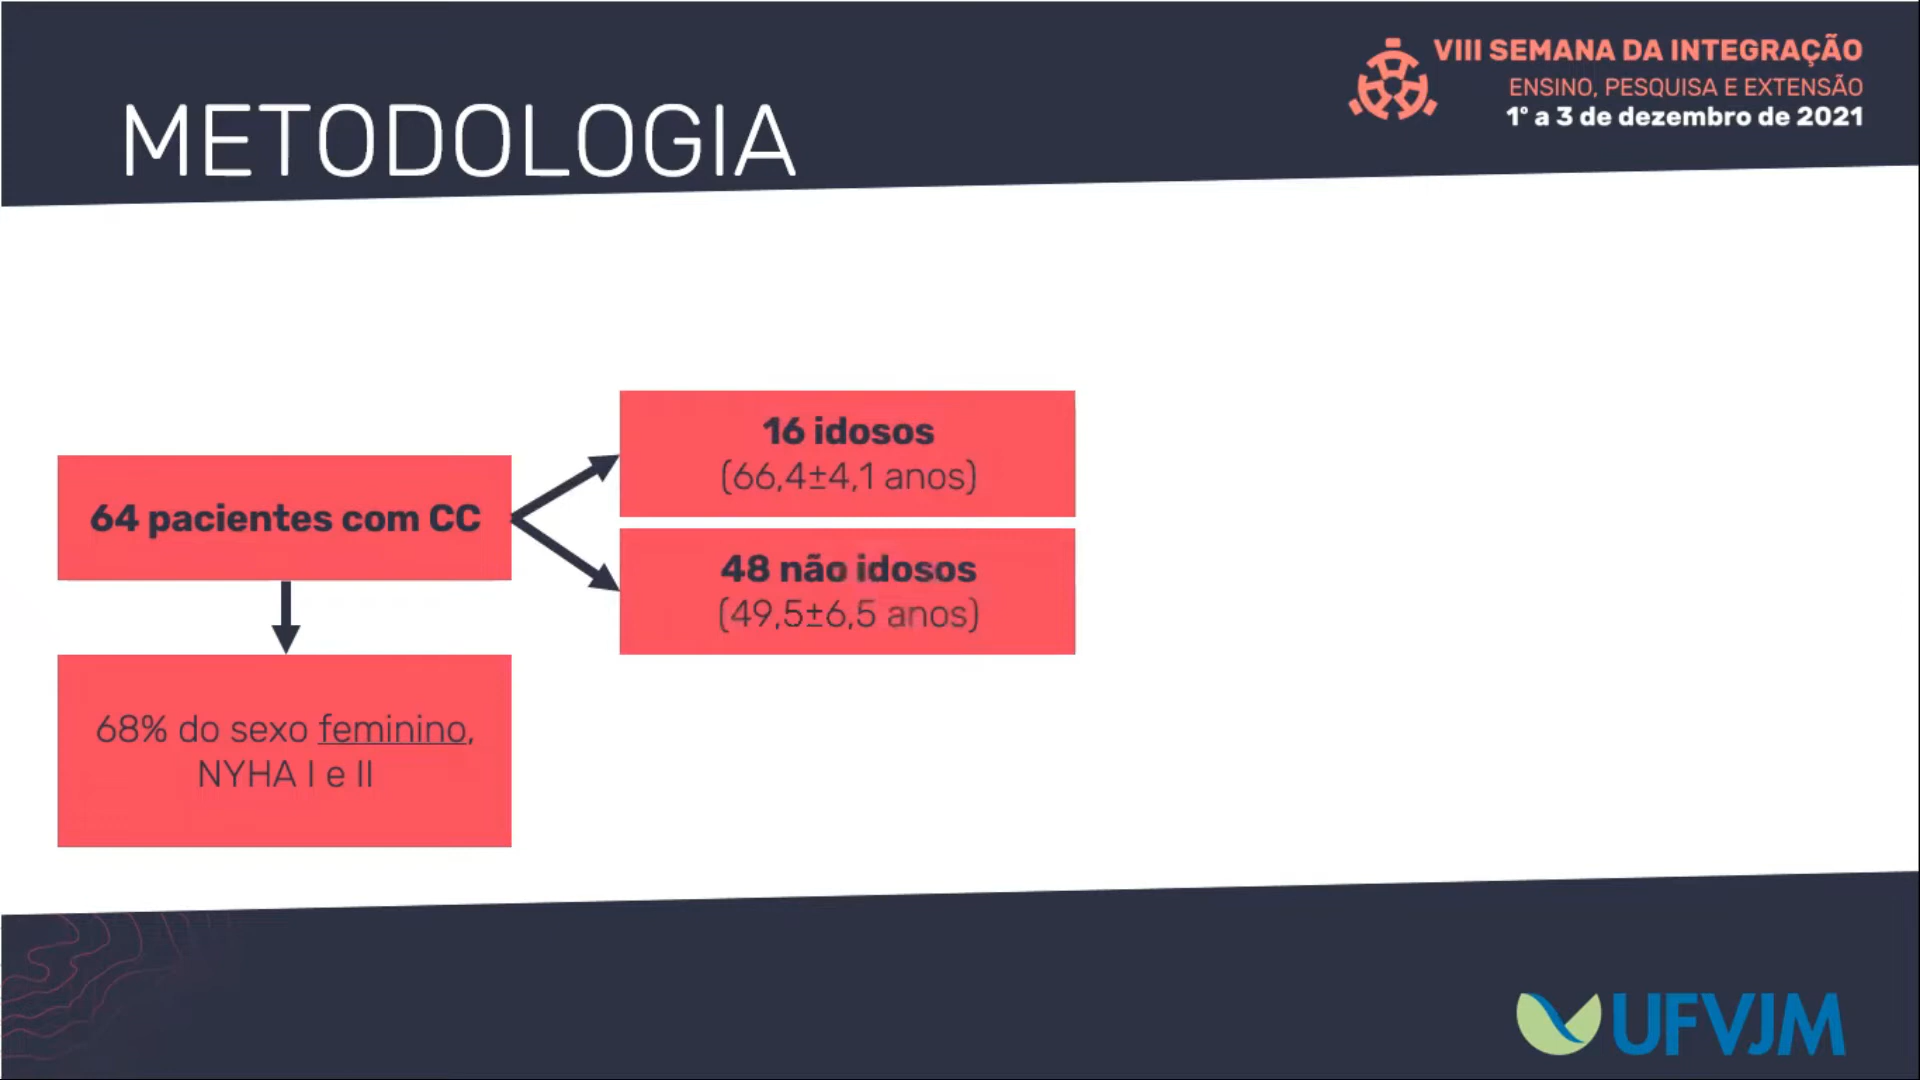 METODOLOGIA
VIII SEMANA DA INTEGRAÇÃO
ENSINO, PESQUISA E EXTENSÃO
1° a 3 de dezembro de 2021
64 pacientes com CC
16 idosos
(66,4±4,1 anos)
48 não idosos
(49,5±6,5 anos)
68% do sexo feminino,
NYHA I e II
UFVJM